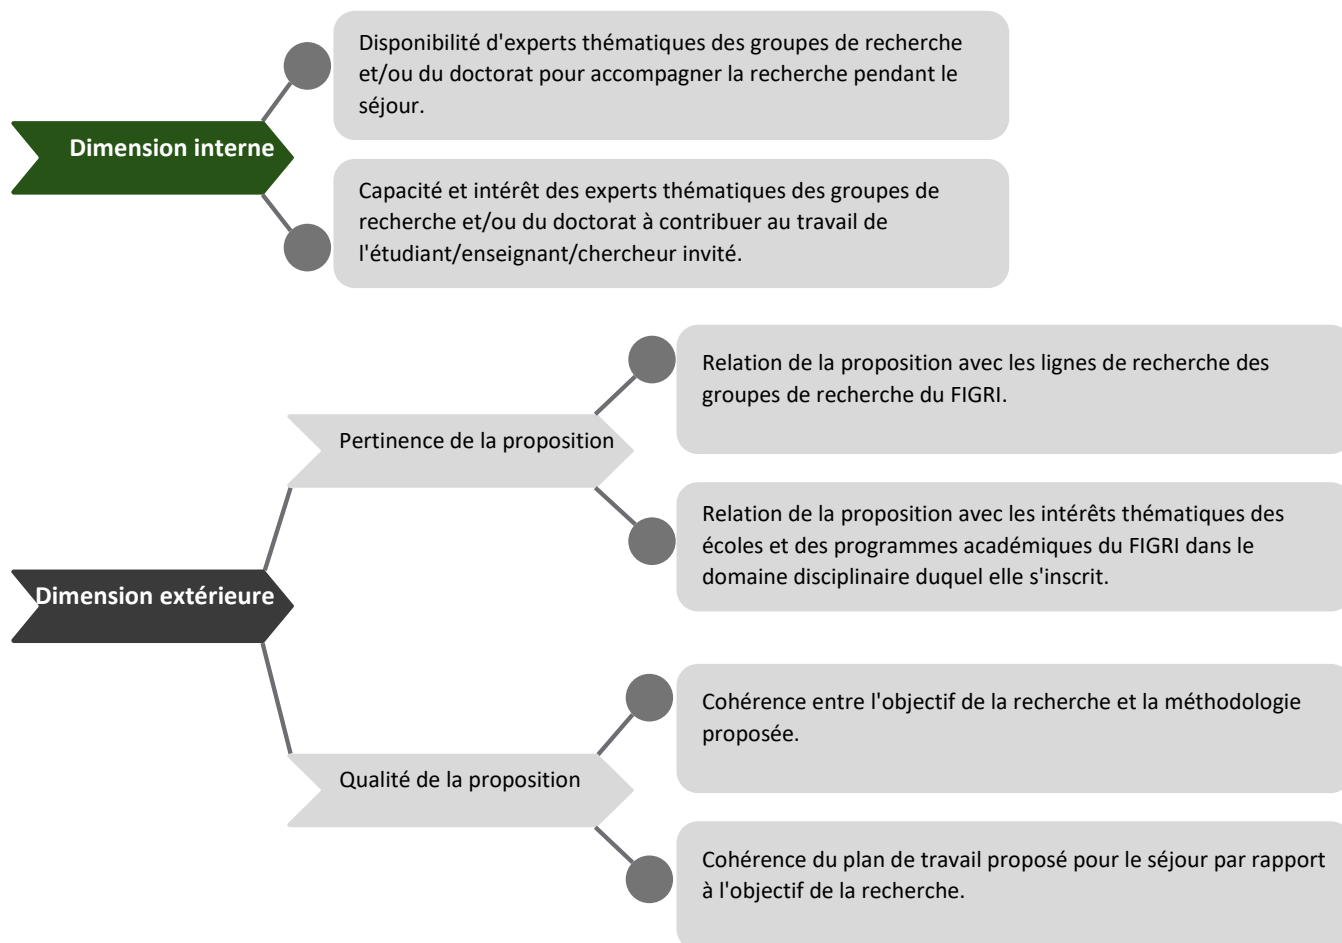 Disponibilité d'experts thématiques des groupes de recherche
et/ou du doctorat pour accompagner la recherche pendant le
séjour.
Dimension interne
Capacité et intérêt des experts thématiques des groupes de
recherche et/ou du doctorat à contribuer au travail de
l'étudiant/enseignant/chercheur invité.
Relation de la proposition avec les lignes de recherche des
groupes de recherche du FIGRI.
Pertinence de la proposition
Relation de la proposition avec les intérêts thématiques des
écoles et des programmes académiques du FIGRI dans le
domaine disciplinaire duquel elle s'inscrit.
Dimension extérieure
Cohérence entre l'objectif de la recherche et la méthodologie
proposée.
Qualité de la proposition
Cohérence du plan de travail proposé pour le séjour par rapport
à l'objectif de la recherche.